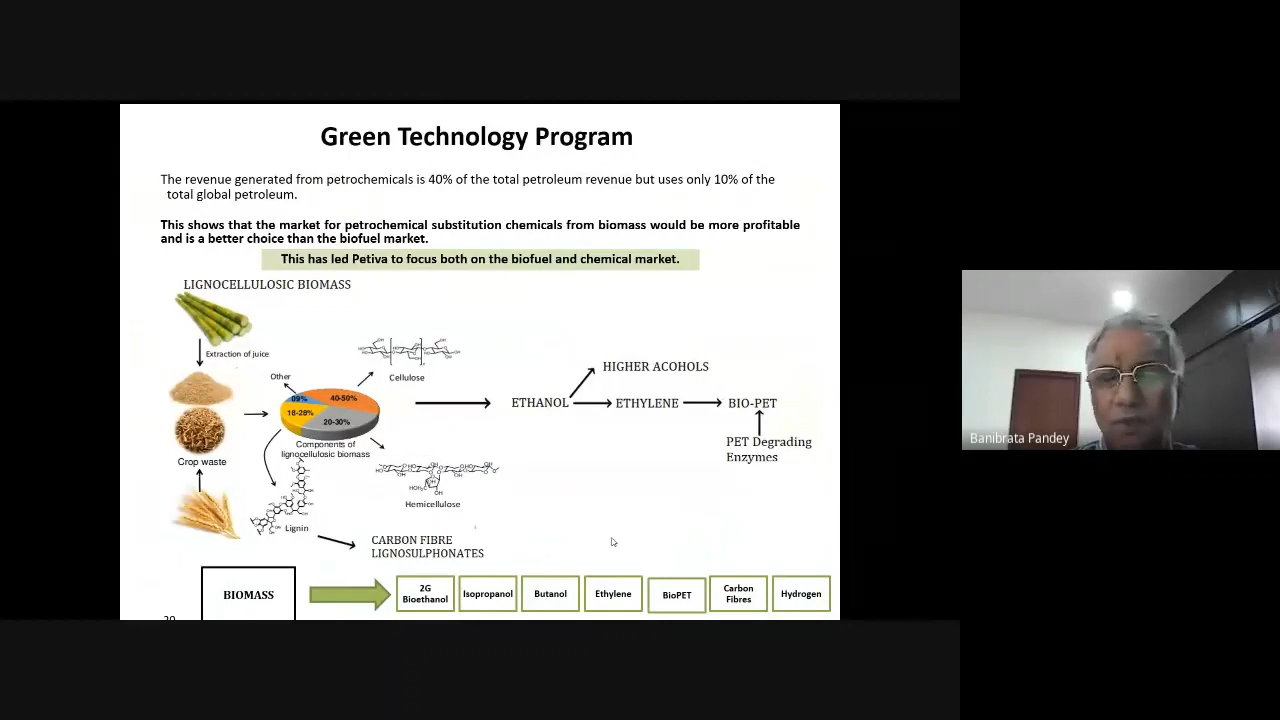 Green Technology Program
The revenue generated from petrochemicals is 40% of the total petroleum revenue but uses only 10% of the
total global petroleum.
This shows that the market for petrochemical substitution chemicals from biomass would be more profitable
and is a better choice than the biofuel market.
This has led Petiva to focus both on the biofuel and chemical market.
LIGNOCELLULOSIC BIOMASS
Extraction of juice
Crop waste
Other
09%
40-50%
18-28%
20-30%
Components of
lignocellulosic biomass
Cellulose
Hemicellulose
Lignin
CARBON FIBRE
LIGNOSULPHONATES
ETHANOL
HIGHER ACOHOLS
ETHYLENE
BIO-PET
PET Degrading
Enzymes
BIOMASS
2G
Bioethanol
Isopropanol
Butanol
Ethylene
BioPET
Carbon
Fibres
Hydrogen
Banibrata Pandey